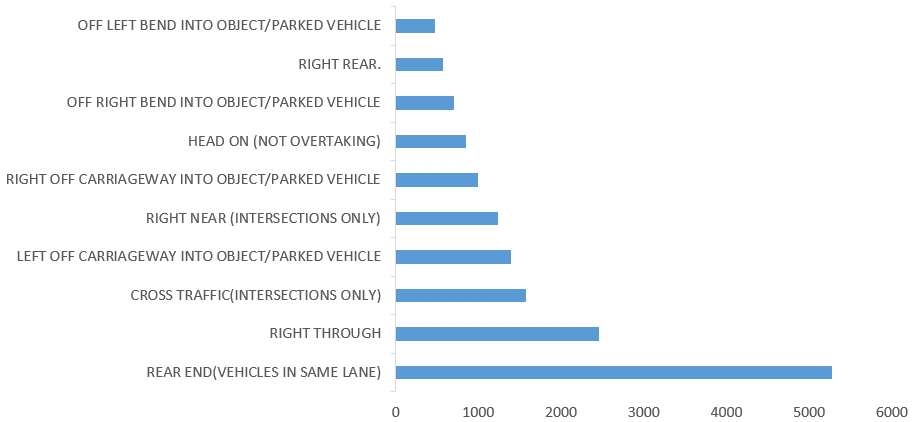 OFF LEFT BEND INTO OBJECT/PARKED VEHICLE
RIGHT REAR.
OFF RIGHT BEND INTO OBJECT/PARKED VEHICLE
HEAD ON (NOT OVERTAKING)
RIGHT OFF CARRIAGEWAY INTO OBJECT/PARKED VEHICLE
RIGHT NEAR (INTERSECTIONS ONLY)
LEFT OFF CARRIAGEWAY INTO OBJECT/PARKED VEHICLE
CROSS TRAFFIC(INTERSECTIONS ONLY)
RIGHT THROUGH
REAR END(VEHICLES IN SAME LANE)
0 1000 2000 3000 4000 5000 6000